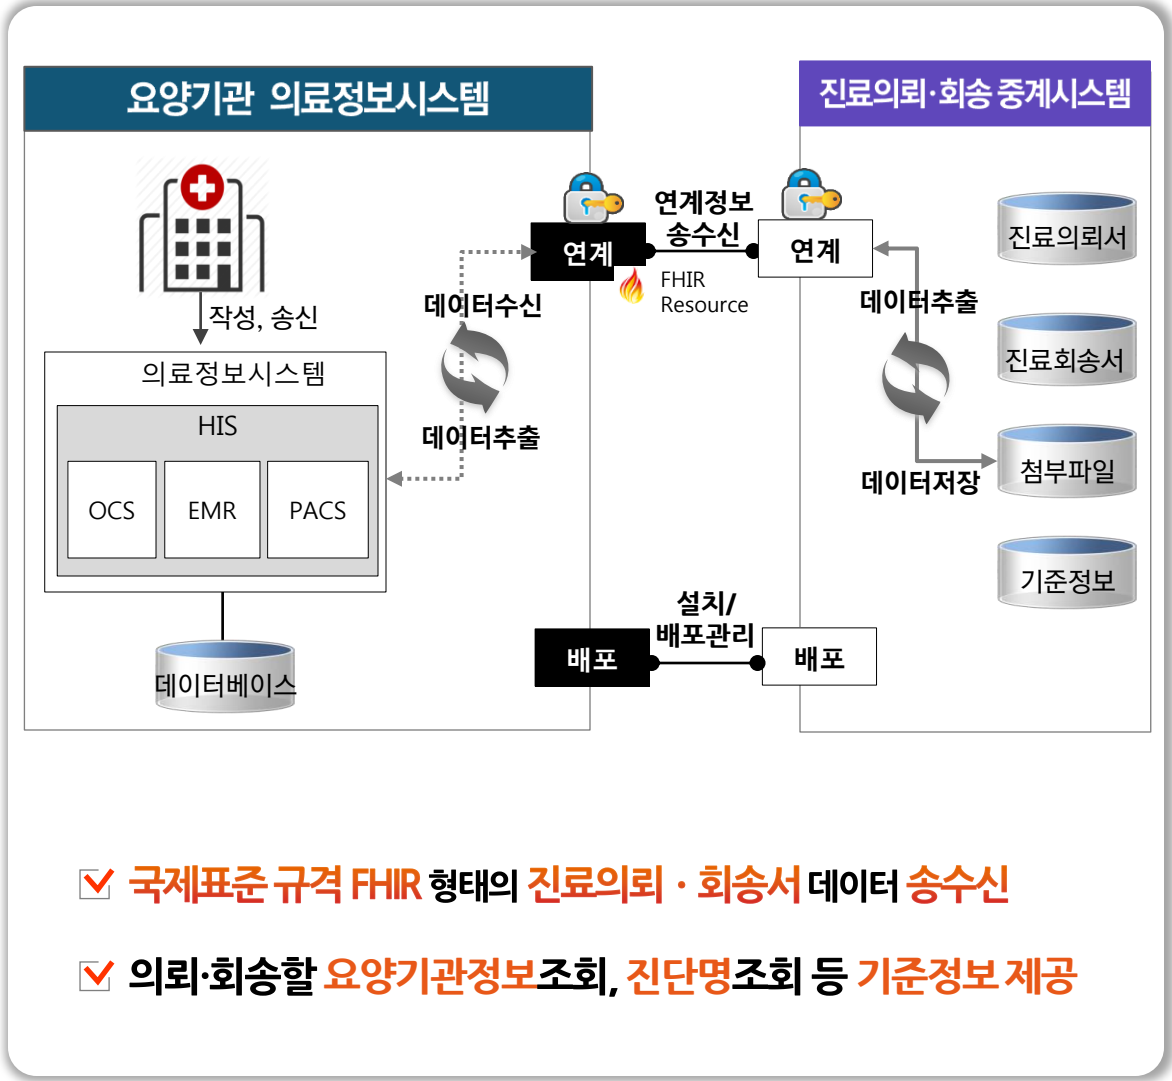 요양기관 의료정보시스템
진료의뢰·회송 중계시스템
작성, 송신
의료정보시스템
HIS
OCS
EMR
PACS
데이터베이스
데이터수신
데이터추출
연계
연계정보
송수신
FHIR
Resource
연계
데이터추출
데이터저장
진료의뢰서
진료회송서
첨부파일
기준정보
배포
설치/
배포관리
배포
국제표준 규격 FHIR 형태의 진료의뢰 · 회송서 데이터 송수신
의뢰·회송할 요양기관정보조회, 진단명조회 등 기준정보 제공